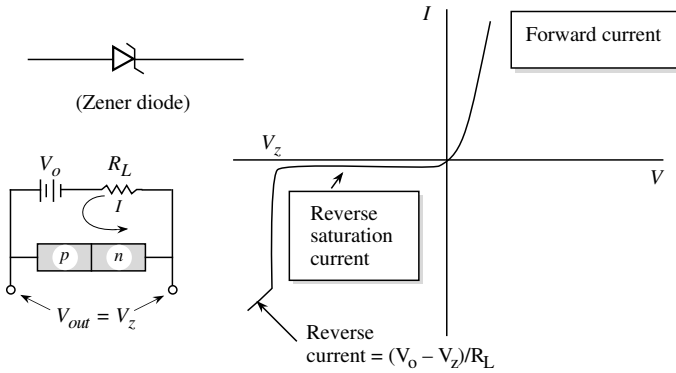 I
Forward current
(Zener diode)
V_z
V
V_o
R_L
I
p n
Reverse
saturation
current
V_out = V_z
Reverse
current = (V_o – V_z)/R_L